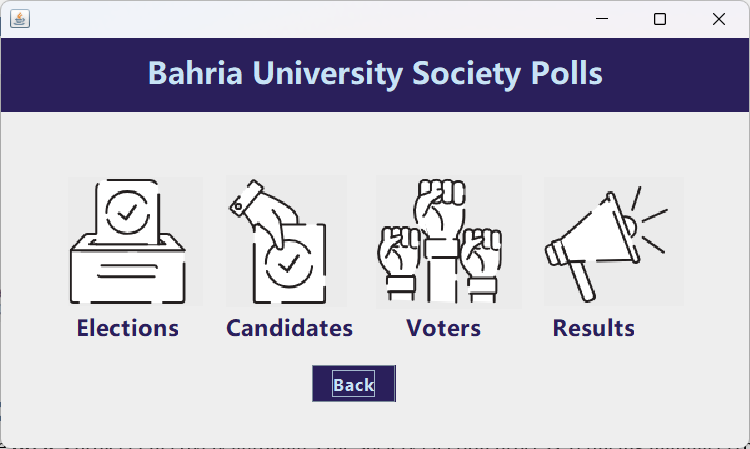 Bahria University Society Polls
Elections Candidates Voters Results
Back